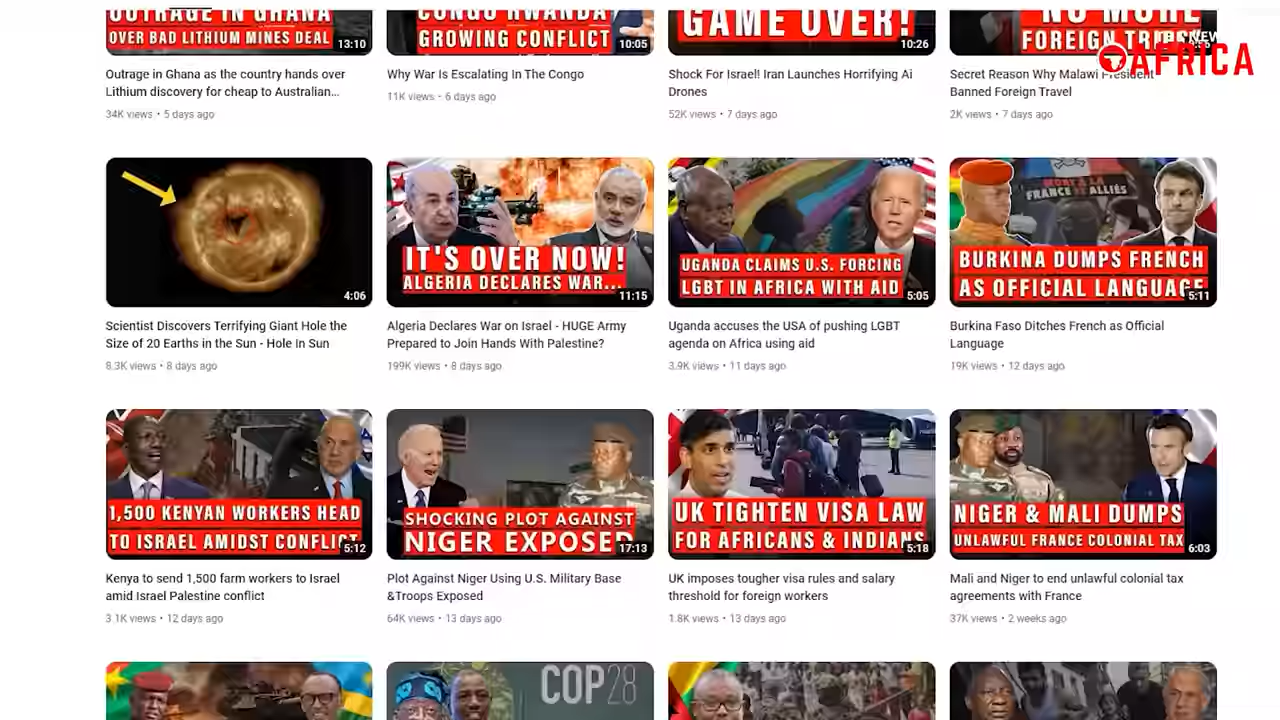 OUTRAGE IN GHANA
OVER BAD LITHIUM MINES DEAL
13:10
Outrage in Ghana as the country hands over
Lithium discovery for cheap to Australian...
34K views • 5 days ago
CONGO RWANDA
GROWING CONFLICT
10:05
Why War Is Escalating In The Congo
11K views • 6 days ago
GAME OVER!
10:26
Shock For Israel! Iran Launches Horrifying Ai
Drones
52K views • 7 days ago
NO MORE
FOREIGN TRIPS
NEW
AFRICA
Secret Reason Why Malawi President
Banned Foreign Travel
2K views • 7 days ago
4:06
Scientist Discovers Terrifying Giant Hole the
Size of 20 Earths in the Sun - Hole In Sun
8.3K views • 8 days ago
IT'S OVER NOW!
ALGERIA DECLARES WAR...
11:15
Algeria Declares War on Israel - HUGE Army
Prepared to Join Hands With Palestine?
199K views • 8 days ago
UGANDA CLAIMS U.S. FORCING
LGBT IN AFRICA WITH AID
5:05
Uganda accuses the USA of pushing LGBT
agenda on Africa using aid
3.9K views • 11 days ago
MORT A LA
FRANCE ET ALLIÉS
BURKINA DUMPS FRENCH
AS OFFICIAL LANGUAGE
5:11
Burkina Faso Ditches French as Official
Language
19K views • 12 days ago
1,500 KENYAN WORKERS HEAD
TO ISRAEL AMIDST CONFLICT
5:12
Kenya to send 1,500 farm workers to Israel
amid Israel Palestine conflict
3.1K views • 12 days ago
SHOCKING PLOT AGAINST
NIGER EXPOSED
17:13
Plot Against Niger Using U.S. Military Base
&Troops Exposed
64K views • 13 days ago
UK TIGHTEN VISA LAW
FOR AFRICANS & INDIANS
5:18
UK imposes tougher visa rules and salary
threshold for foreign workers
1.8K views • 13 days ago
NIGER & MALI DUMPS
UNLAWFUL FRANCE COLONIAL TAX
6:03
Mali and Niger to end unlawful colonial tax
agreements with France
37K views • 2 weeks ago
COP28